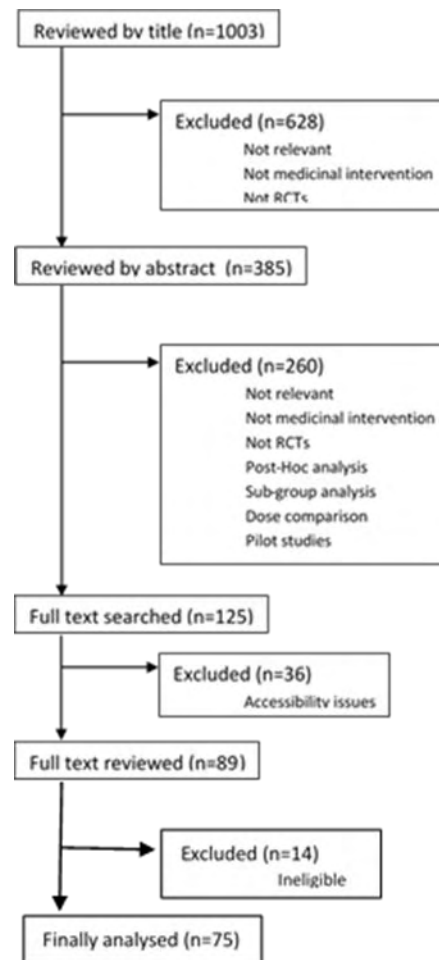 Reviewed by title (n=1003)
Excluded (n=628)
Not relevant
Not medicinal intervention
Not RCTs
Reviewed by abstract (n=385)
Excluded (n=260)
Not relevant
Not medicinal intervention
Not RCTs
Post-Hoc analysis
Sub-group analysis
Dose comparison
Pilot studies
Full text searched (n=125)
Excluded (n=36)
Accessibility issues
Full text reviewed (n=89)
Excluded (n=14)
Ineligible
Finally analysed (n=75)